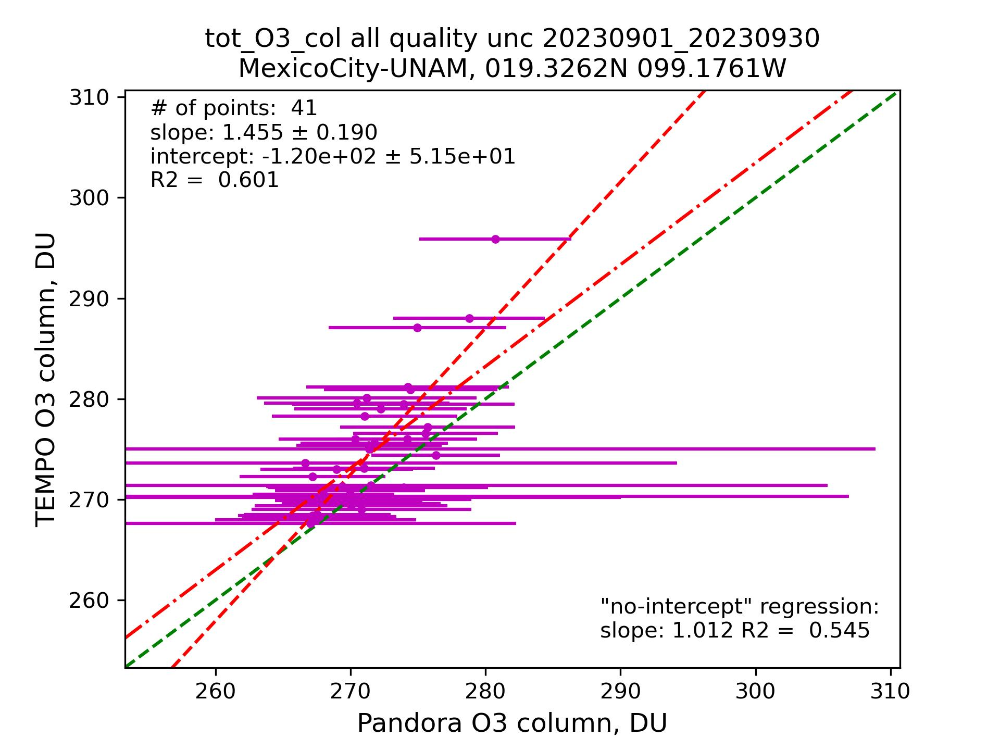 tot_O3_col all quality unc 20230901_20230930
MexicoCity-UNAM, 019.3262N 099.1761W
# of points:  41
slope: 1.455 ± 0.190
intercept: -1.20e+02 ± 5.15e+01
R2 =  0.601
310
300
290
280
270
260
TEMPO O3 column, DU
"no-intercept" regression:
slope: 1.012 R2 =  0.545
260 270 280 290 300 310
Pandora O3 column, DU